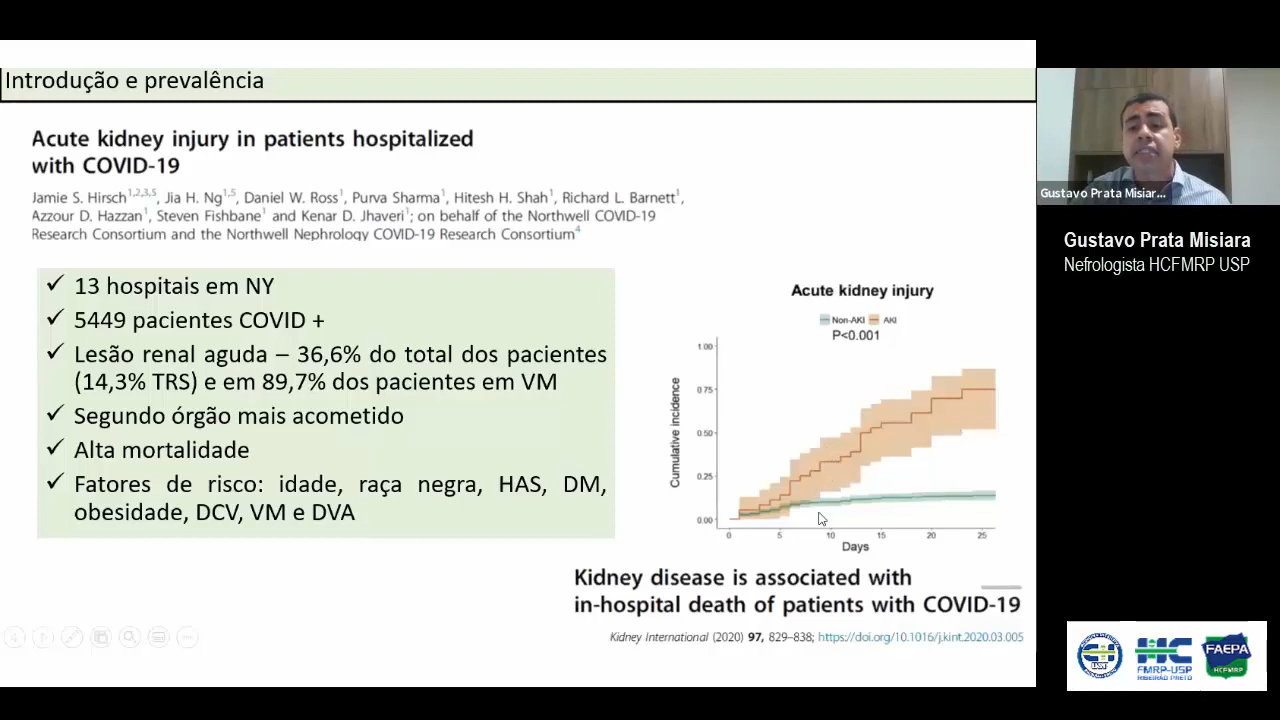 Introdução e prevalência
Acute kidney injury in patients hospitalized
with COVID-19
Jamie S. Hirsch1,2,3,5, Jia H. Ng1,5, Daniel W. Ross1, Purva Sharma1, Hitesh H. Shah1, Richard L. Barnett1,
Azzour D. Hazzan1, Steven Fishbane1 and Kenar D. Jhaveri1; on behalf of the Northwell COVID-19
Research Consortium and the Northwell Nephrology COVID-19 Research Consortium4
✓ 13 hospitais em NY
✓ 5449 pacientes COVID +
✓ Lesão renal aguda – 36,6% do total dos pacientes
(14,3% TRS) e em 89,7% dos pacientes em VM
✓ Segundo órgão mais acometido
✓ Alta mortalidade
✓ Fatores de risco: idade, raça negra, HAS, DM,
obesidade, DCV, VM e DVA
Acute kidney injury
Non-AKI AKI
P<0.001
Cumulative incidence
1.00
0.75
0.50
0.25
0.00
0 5 10 15 20 25
Days
Kidney disease is associated with
in-hospital death of patients with COVID-19
Kidney International (2020) 97, 829–838; https://doi.org/10.1016/j.kint.2020.03.005
Gustavo Prata Misiar...
Gustavo Prata Misiara
Nefrologista HCFMRP USP
HC
FMRP-USP
RIBEIRÃO PRETO
FAEPA
HCFMRP